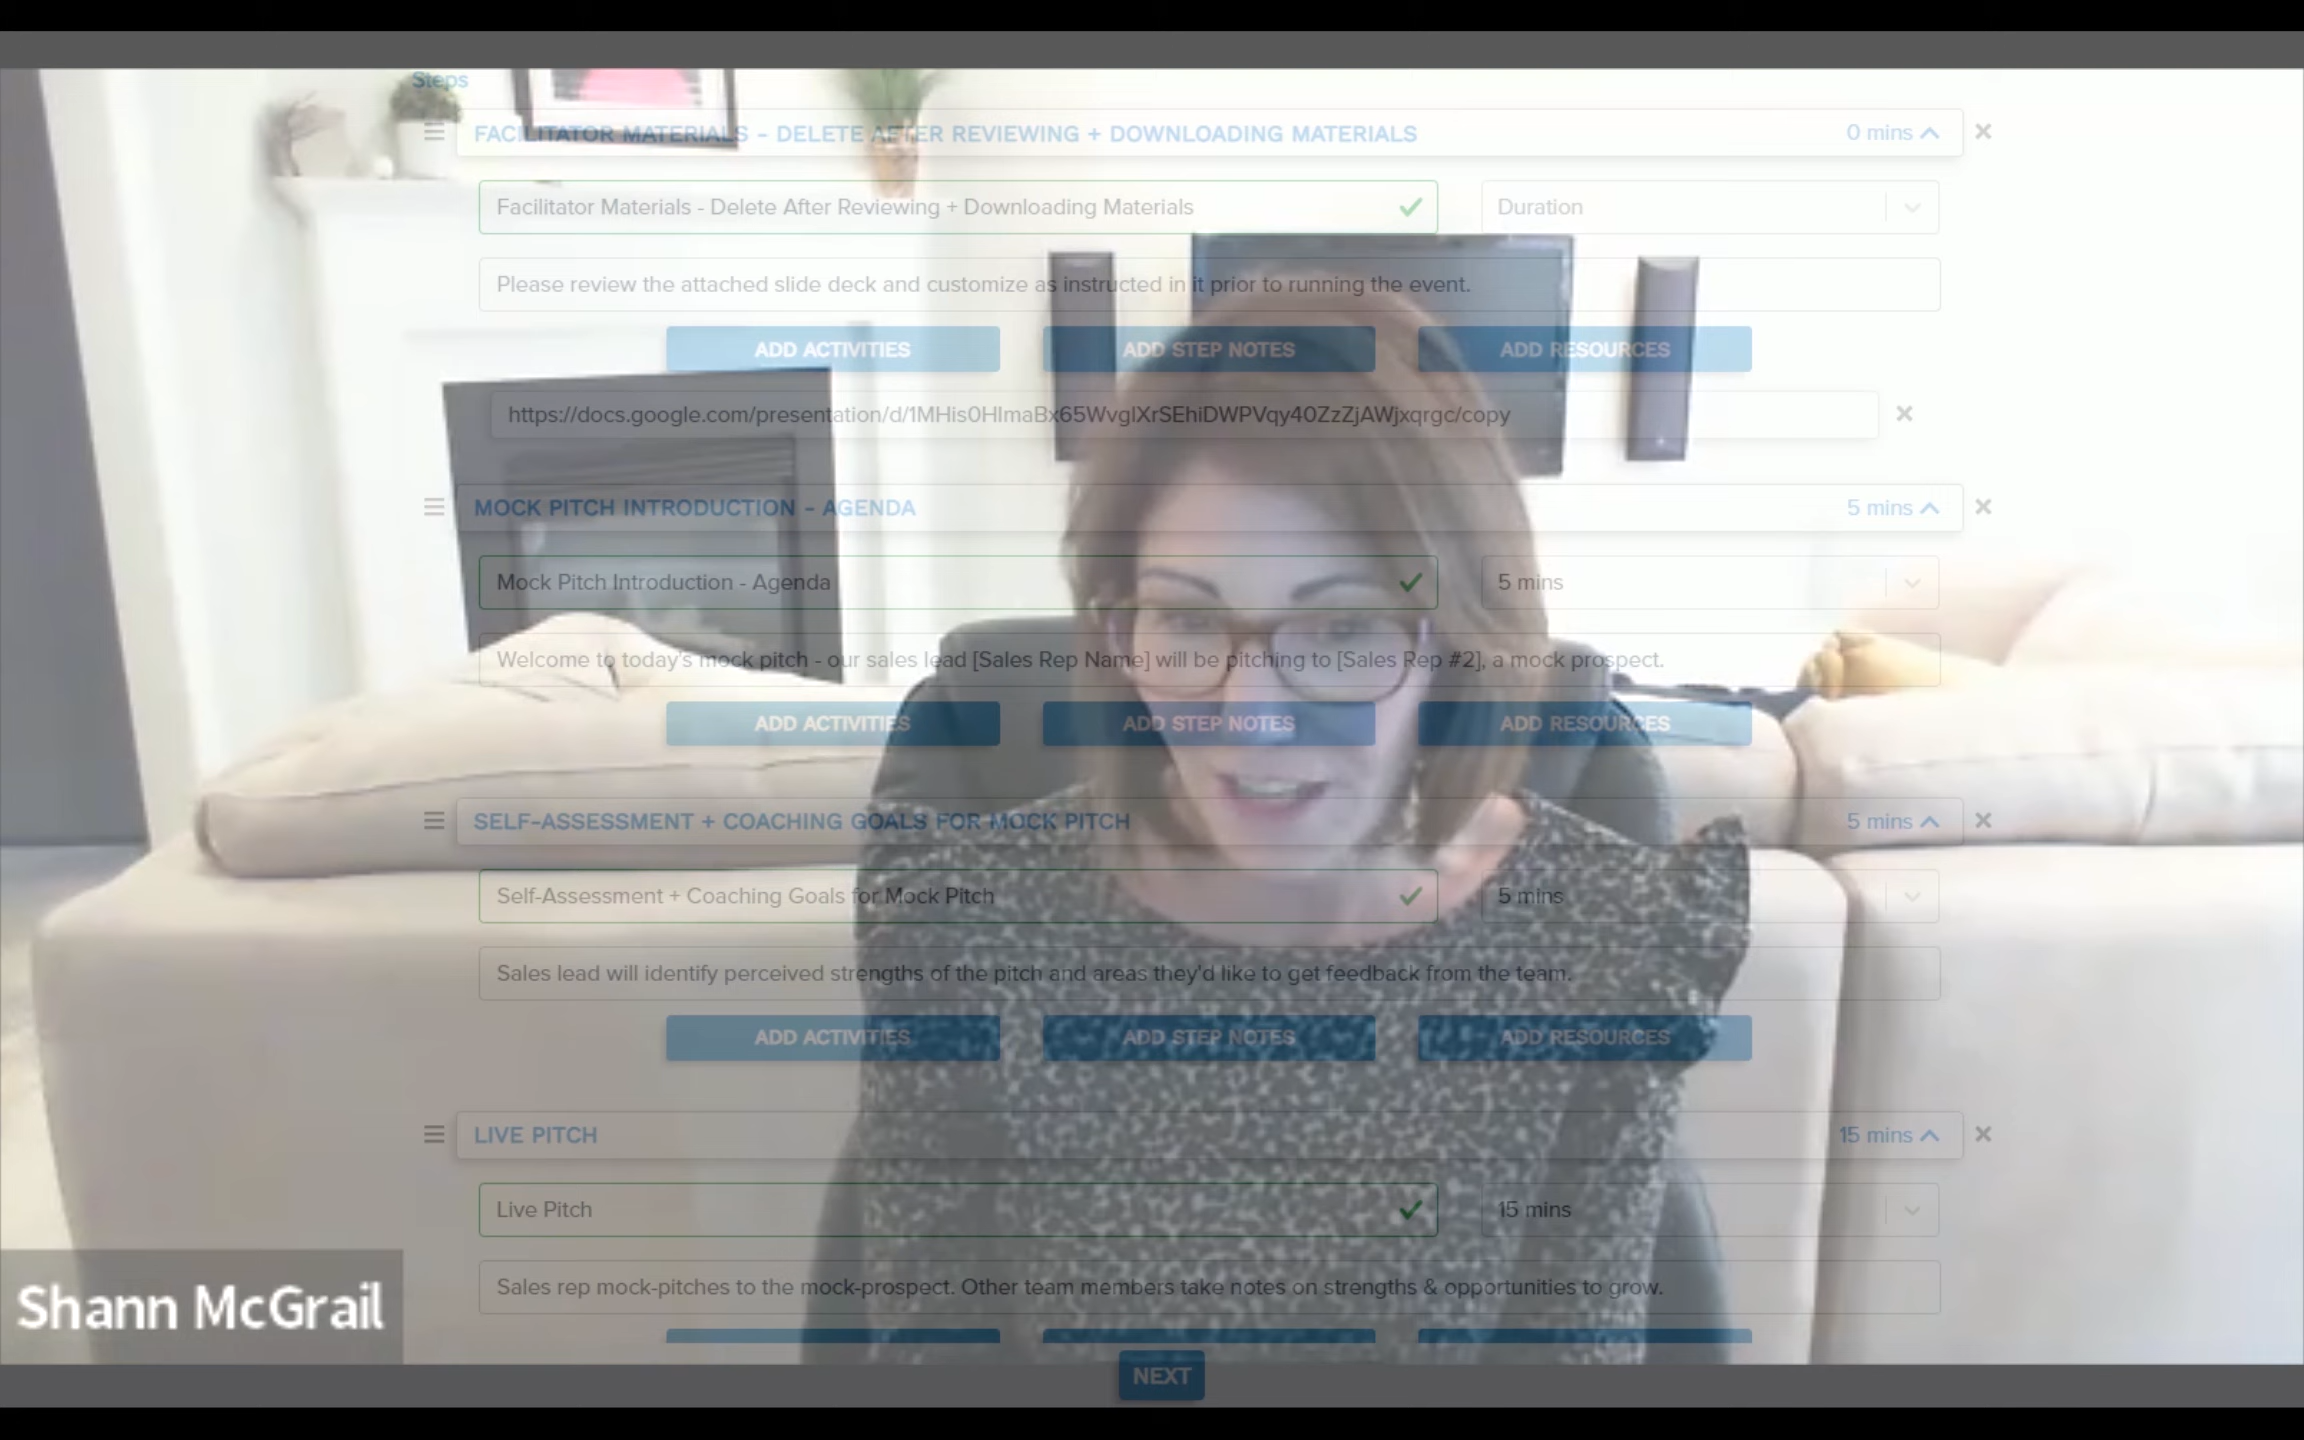 Steps
FACILITATOR MATERIALS - DELETE AFTER REVIEWING + DOWNLOADING MATERIALS 0 mins
Facilitator Materials - Delete After Reviewing + Downloading Materials Duration
Please review the attached slide deck and customize as instructed in it prior to running the event.
ADD ACTIVITIES ADD STEP NOTES ADD RESOURCES
https://docs.google.com/presentation/d/1MHis0HImaBx65WvglXrSEhiDWPVqy40ZzZjAWjxqrgc/copy
MOCK PITCH INTRODUCTION - AGENDA 5 mins
Mock Pitch Introduction - Agenda 5 mins
Welcome to today's mock pitch - our sales lead [Sales Rep Name] will be pitching to [Sales Rep #2], a mock prospect.
ADD ACTIVITIES ADD STEP NOTES ADD RESOURCES
SELF-ASSESSMENT + COACHING GOALS FOR MOCK PITCH 5 mins
Self-Assessment + Coaching Goals for Mock Pitch 5 mins
Sales lead will identify perceived strengths of the pitch and areas they'd like to get feedback from the team.
ADD ACTIVITIES ADD STEP NOTES ADD RESOURCES
LIVE PITCH 15 mins
Live Pitch 15 mins
Sales rep mock-pitches to the mock-prospect. Other team members take notes on strengths & opportunities to grow.
Shann McGrail
NEXT